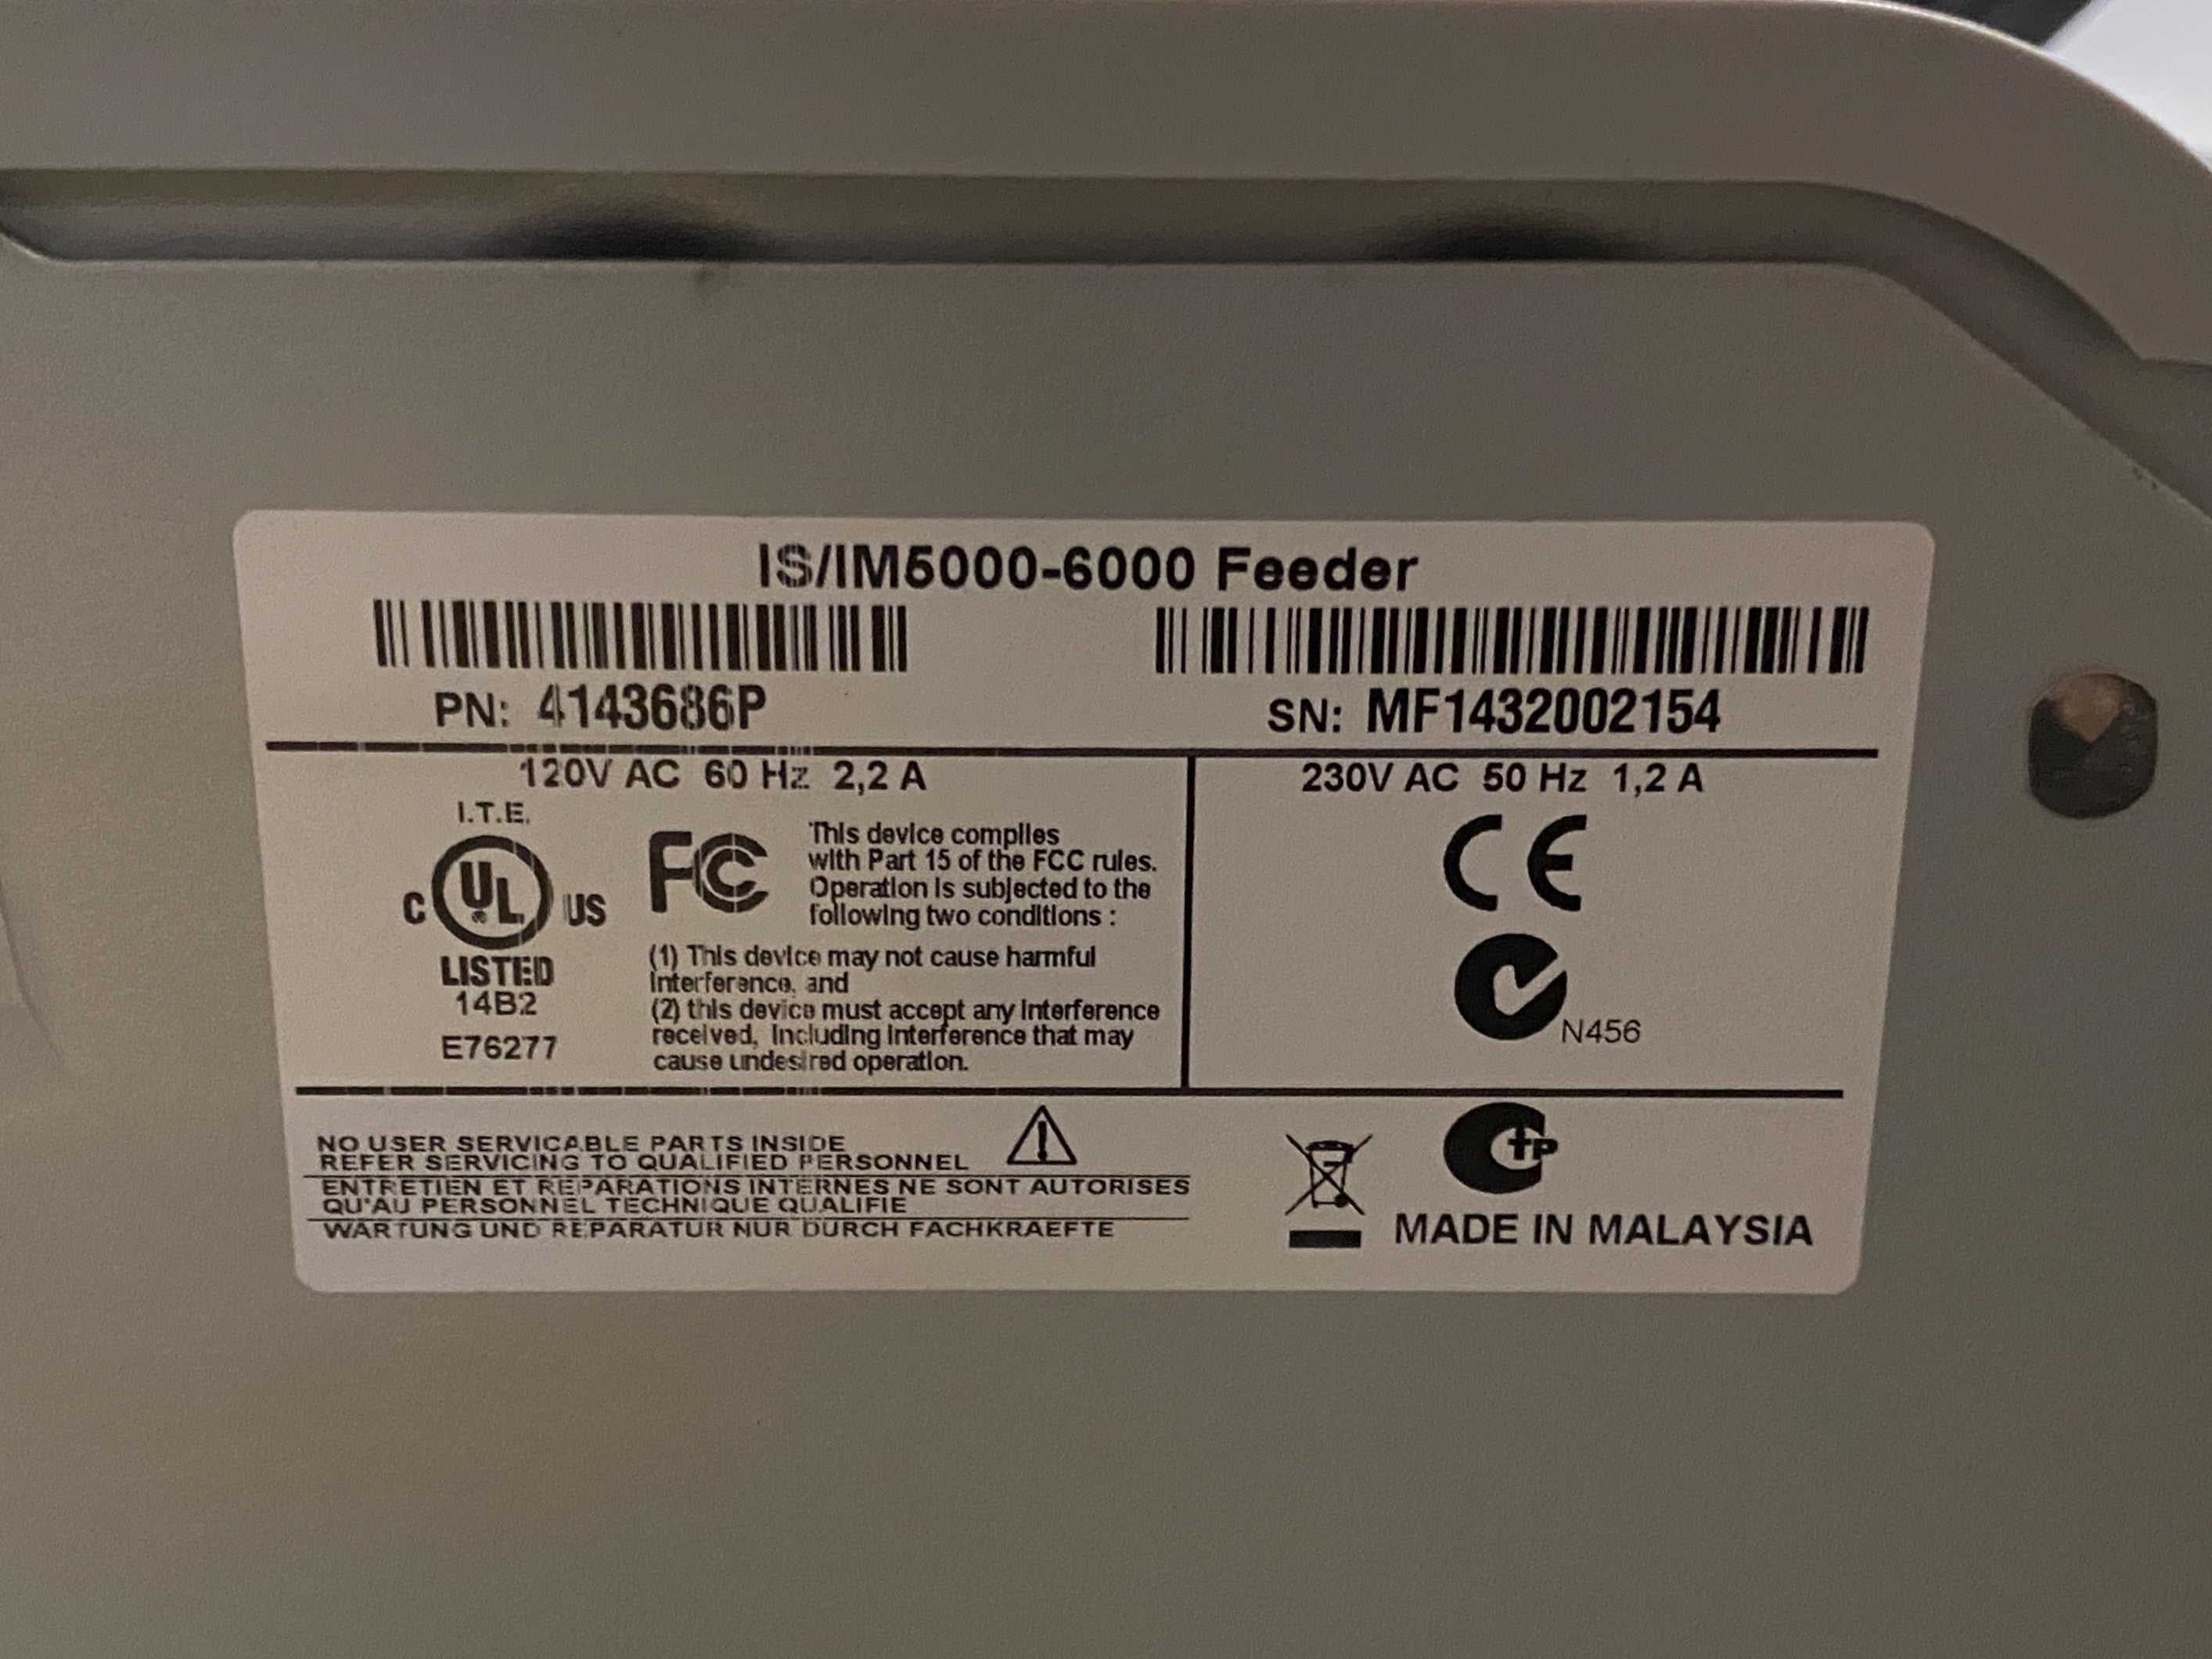 IS/IM5000-6000 Feeder
PN: 4143686P
SN: MF1432002154
120V AC 60 Hz 2,2 A
I.T.E.
C UL ® US
LISTED
14B2
E76277
FC
This device complies
with Part 15 of the FCC rules.
Operation is subjected to the
following two conditions :
(1) This device may not cause harmful
interference, and
(2) this device must accept any interference
received, including interference that may
cause undesired operation.
230V AC 50 Hz 1,2 A
CE
N456
NO USER SERVICABLE PARTS INSIDE
REFER SERVICING TO QUALIFIED PERSONNEL
ENTRETIEN ET REPARATIONS INTERNES NE SONT AUTORISES
QU'AU PERSONNEL TECHNIQUE QUALIFIE
WARTUNG UND REPARATUR NUR DURCH FACHKRAEFTE
MADE IN MALAYSIA